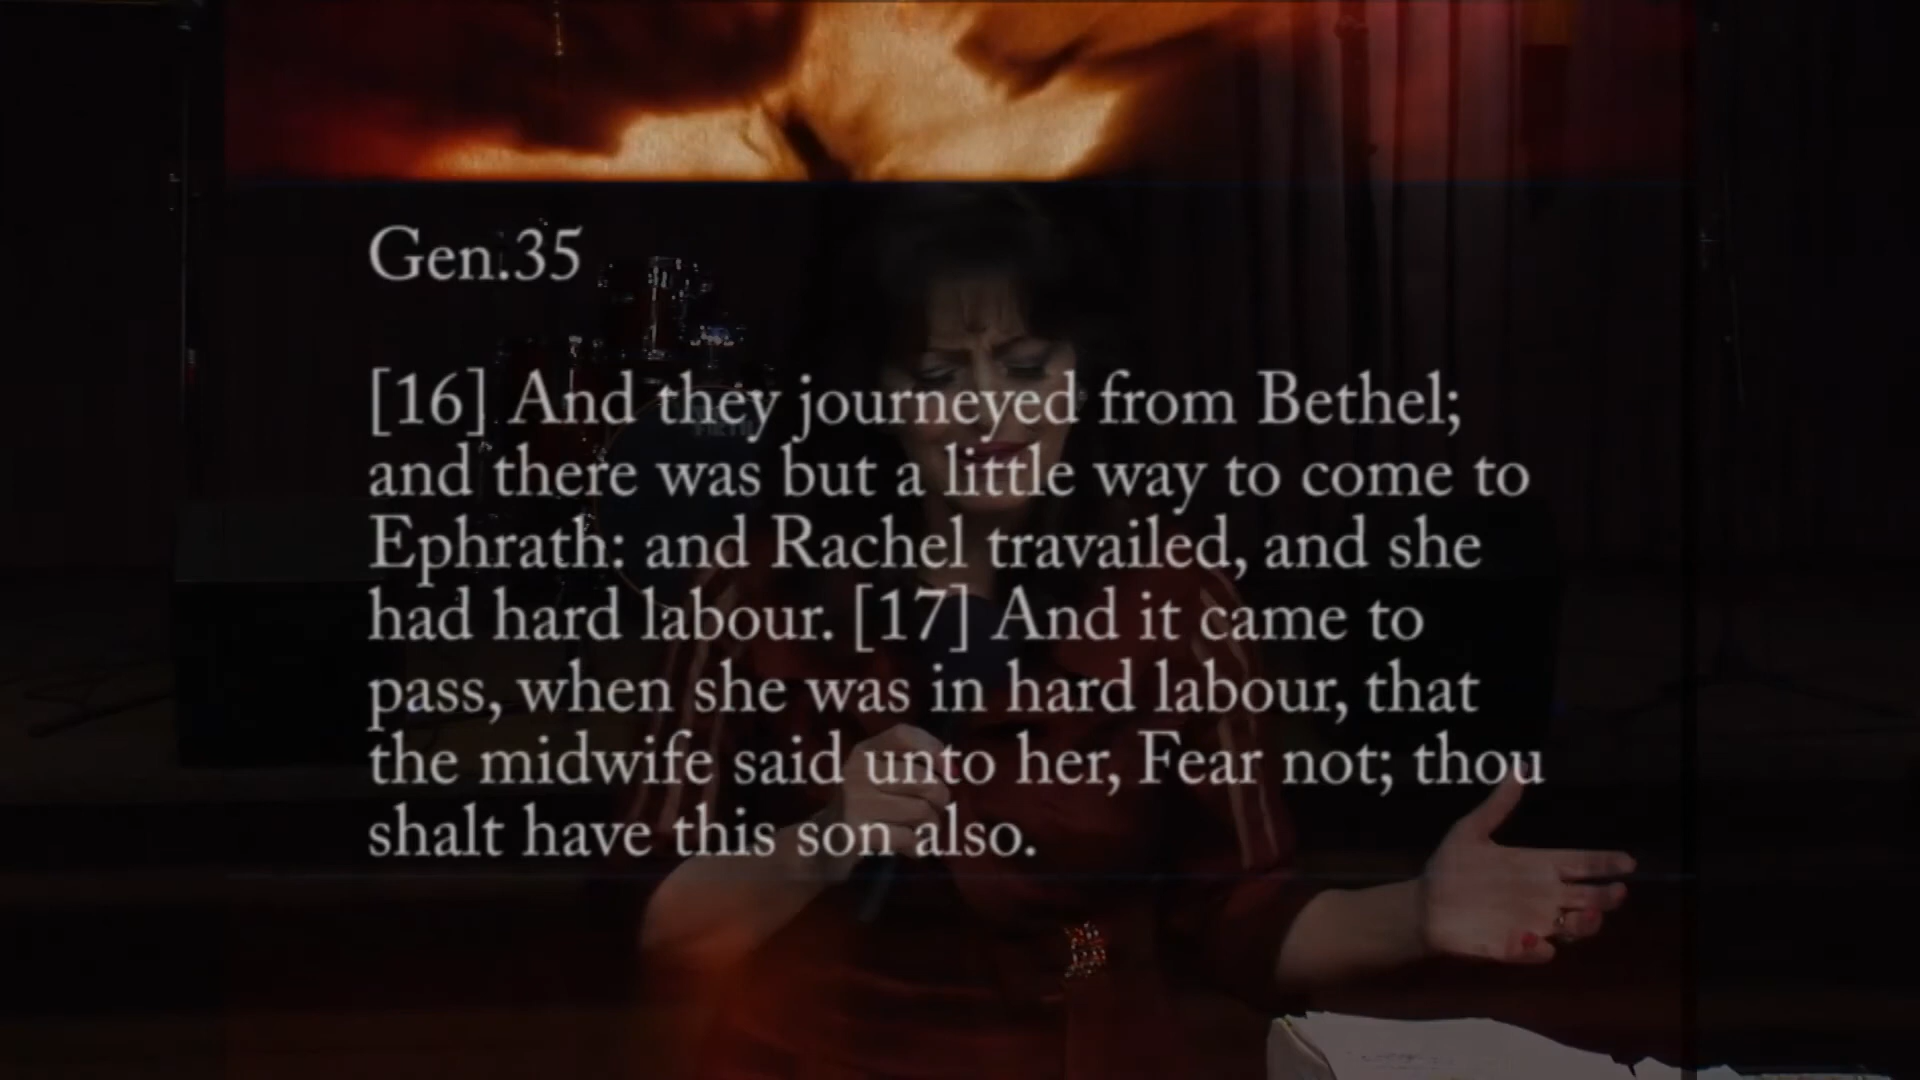 Gen.35
[16] And they journeyed from Bethel;
and there was but a little way to come to
Ephrath: and Rachel travailed, and she
had hard labour. [17] And it came to
pass, when she was in hard labour, that
the midwife said unto her, Fear not; thou
shalt have this son also.